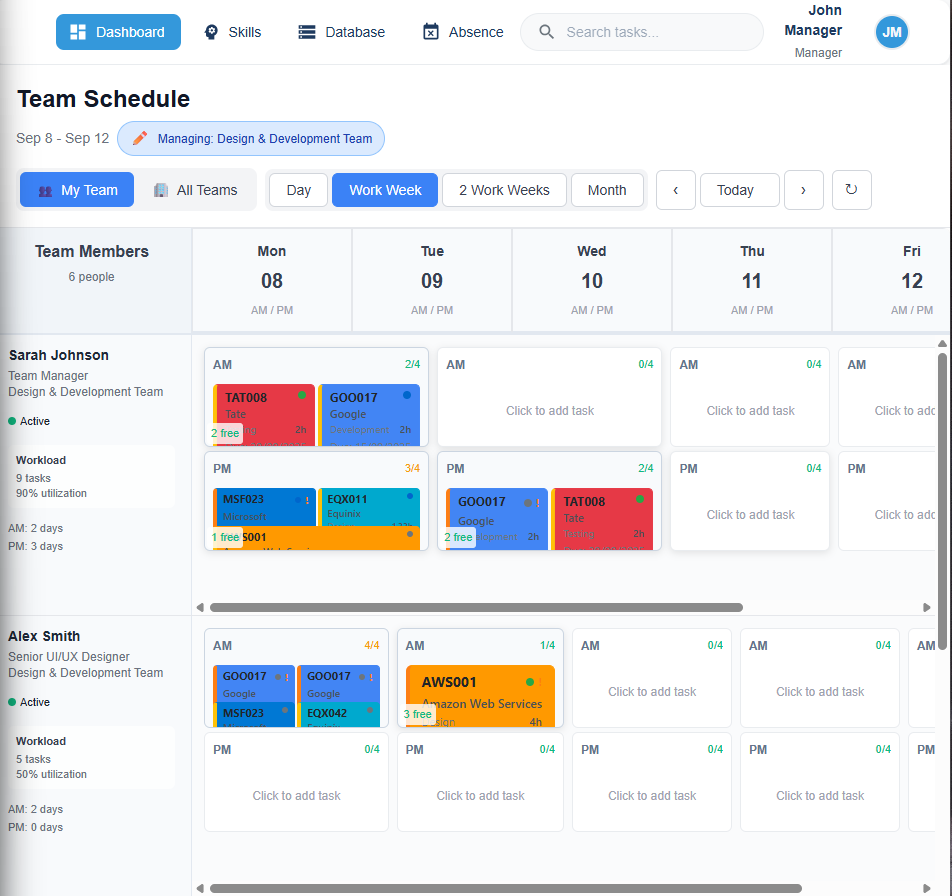 Dashboard
Skills
Database
Absence
Search tasks...
John Manager
Manager
JM
Team Schedule
Sep 8 - Sep 12
Managing: Design & Development Team
My Team
All Teams
Day
Work Week
2 Work Weeks
Month
‹
Today
›
↻
Team Members
6 people
Mon
08
AM / PM
Tue
09
AM / PM
Wed
10
AM / PM
Thu
11
AM / PM
Fri
12
AM / PM
Sarah Johnson
Team Manager
Design & Development Team
Active
Workload
9 tasks
90% utilization
AM: 2 days
PM: 3 days
AM
2/4
TAT008
Tate
2h
2 free
GOO017
Google
Development
2h
AM
0/4
Click to add task
AM
0/4
Click to add task
AM
Click to add
PM
3/4
MSF023
Microsoft
!
EQX011
Equinix
S001
1 free
PM
2/4
GOO017
!
Google
2h
2 free
TAT008
Tate
Testing
2h
PM
0/4
Click to add task
PM
Click to add
Alex Smith
Senior UI/UX Designer
Design & Development Team
Active
Workload
5 tasks
50% utilization
AM: 2 days
PM: 0 days
AM
4/4
GOO017
!
Google
GOO017
!
Google
MSF023
EQX042
AM
1/4
AWS001
Amazon Web Services
Design
4h
3 free
AM
0/4
Click to add task
AM
0/4
Click to add task
AM
PM
0/4
Click to add task
PM
0/4
Click to add task
PM
0/4
Click to add task
PM
0/4
Click to add task
PM